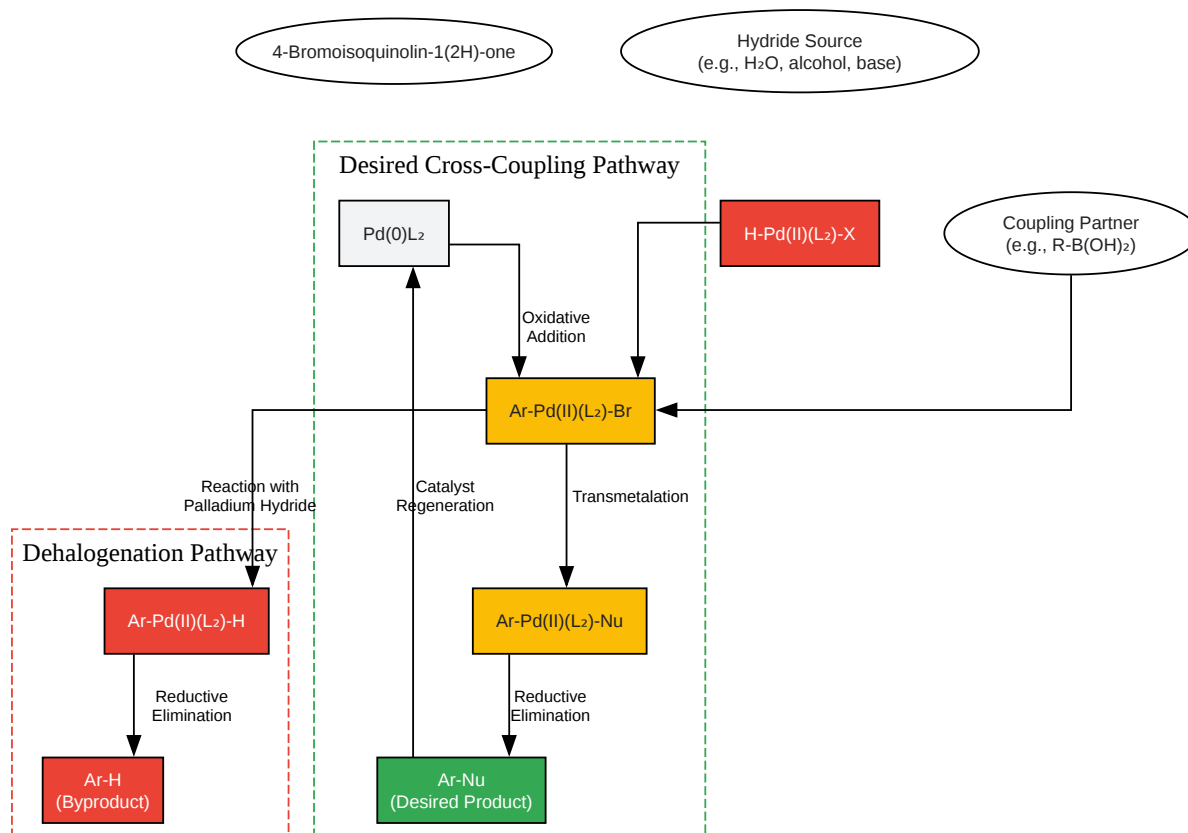 4-Bromoisoquinolin-1(2H)-one
Hydride Source
(e.g., H₂O, alcohol, base)
Desired Cross-Coupling Pathway
Pd(0)L₂
H-Pd(II)(L₂)-X
Coupling Partner
(e.g., R-B(OH)₂)
Oxidative
Addition
Ar-Pd(II)(L₂)-Br
Reaction with
Palladium Hydride
Catalyst
Regeneration
Transmetalation
Dehalogenation Pathway
Ar-Pd(II)(L₂)-H
Ar-Pd(II)(L₂)-Nu
Reductive
Elimination
Reductive
Elimination
Ar-H
(Byproduct)
Ar-Nu
(Desired Product)